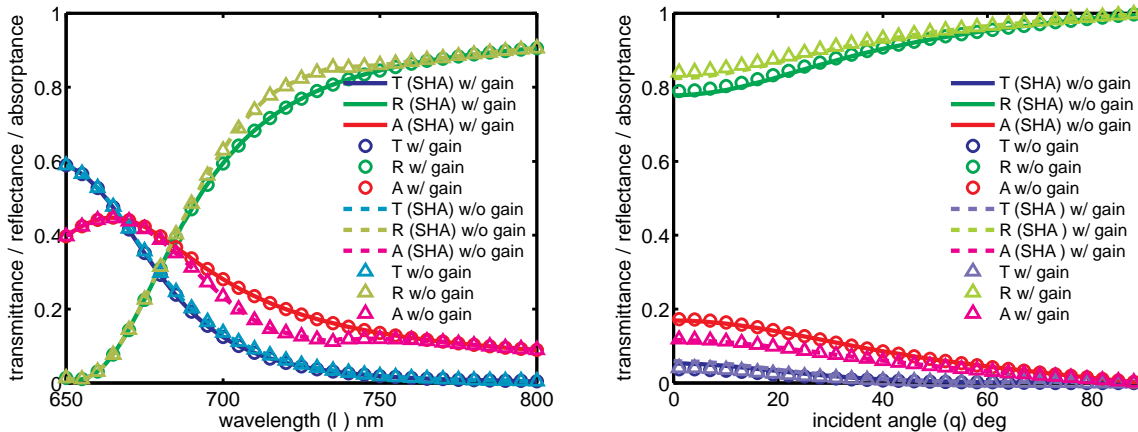 transmittance / reflectance / absorptance
1
0.8
0.6
0.4
0.2
0
650
700
750
800
wavelength (l ) nm
T (SHA) w/ gain
R (SHA) w/ gain
A (SHA) w/ gain
T w/ gain
R w/ gain
A w/ gain
T (SHA) w/o gain
R (SHA) w/o gain
A (SHA) w/o gain
T w/o gain
R w/o gain
A w/o gain
transmittance / reflectance / absorptance
1
0.8
0.6
0.4
0.2
0
0
20
40
60
80
incident angle (q) deg
T (SHA) w/o gain
R (SHA) w/o gain
A (SHA) w/o gain
T w/o gain
R w/o gain
A w/o gain
T (SHA ) w/ gain
R (SHA ) w/ gain
A (SHA ) w/ gain
T w/ gain
R w/ gain
A w/ gain